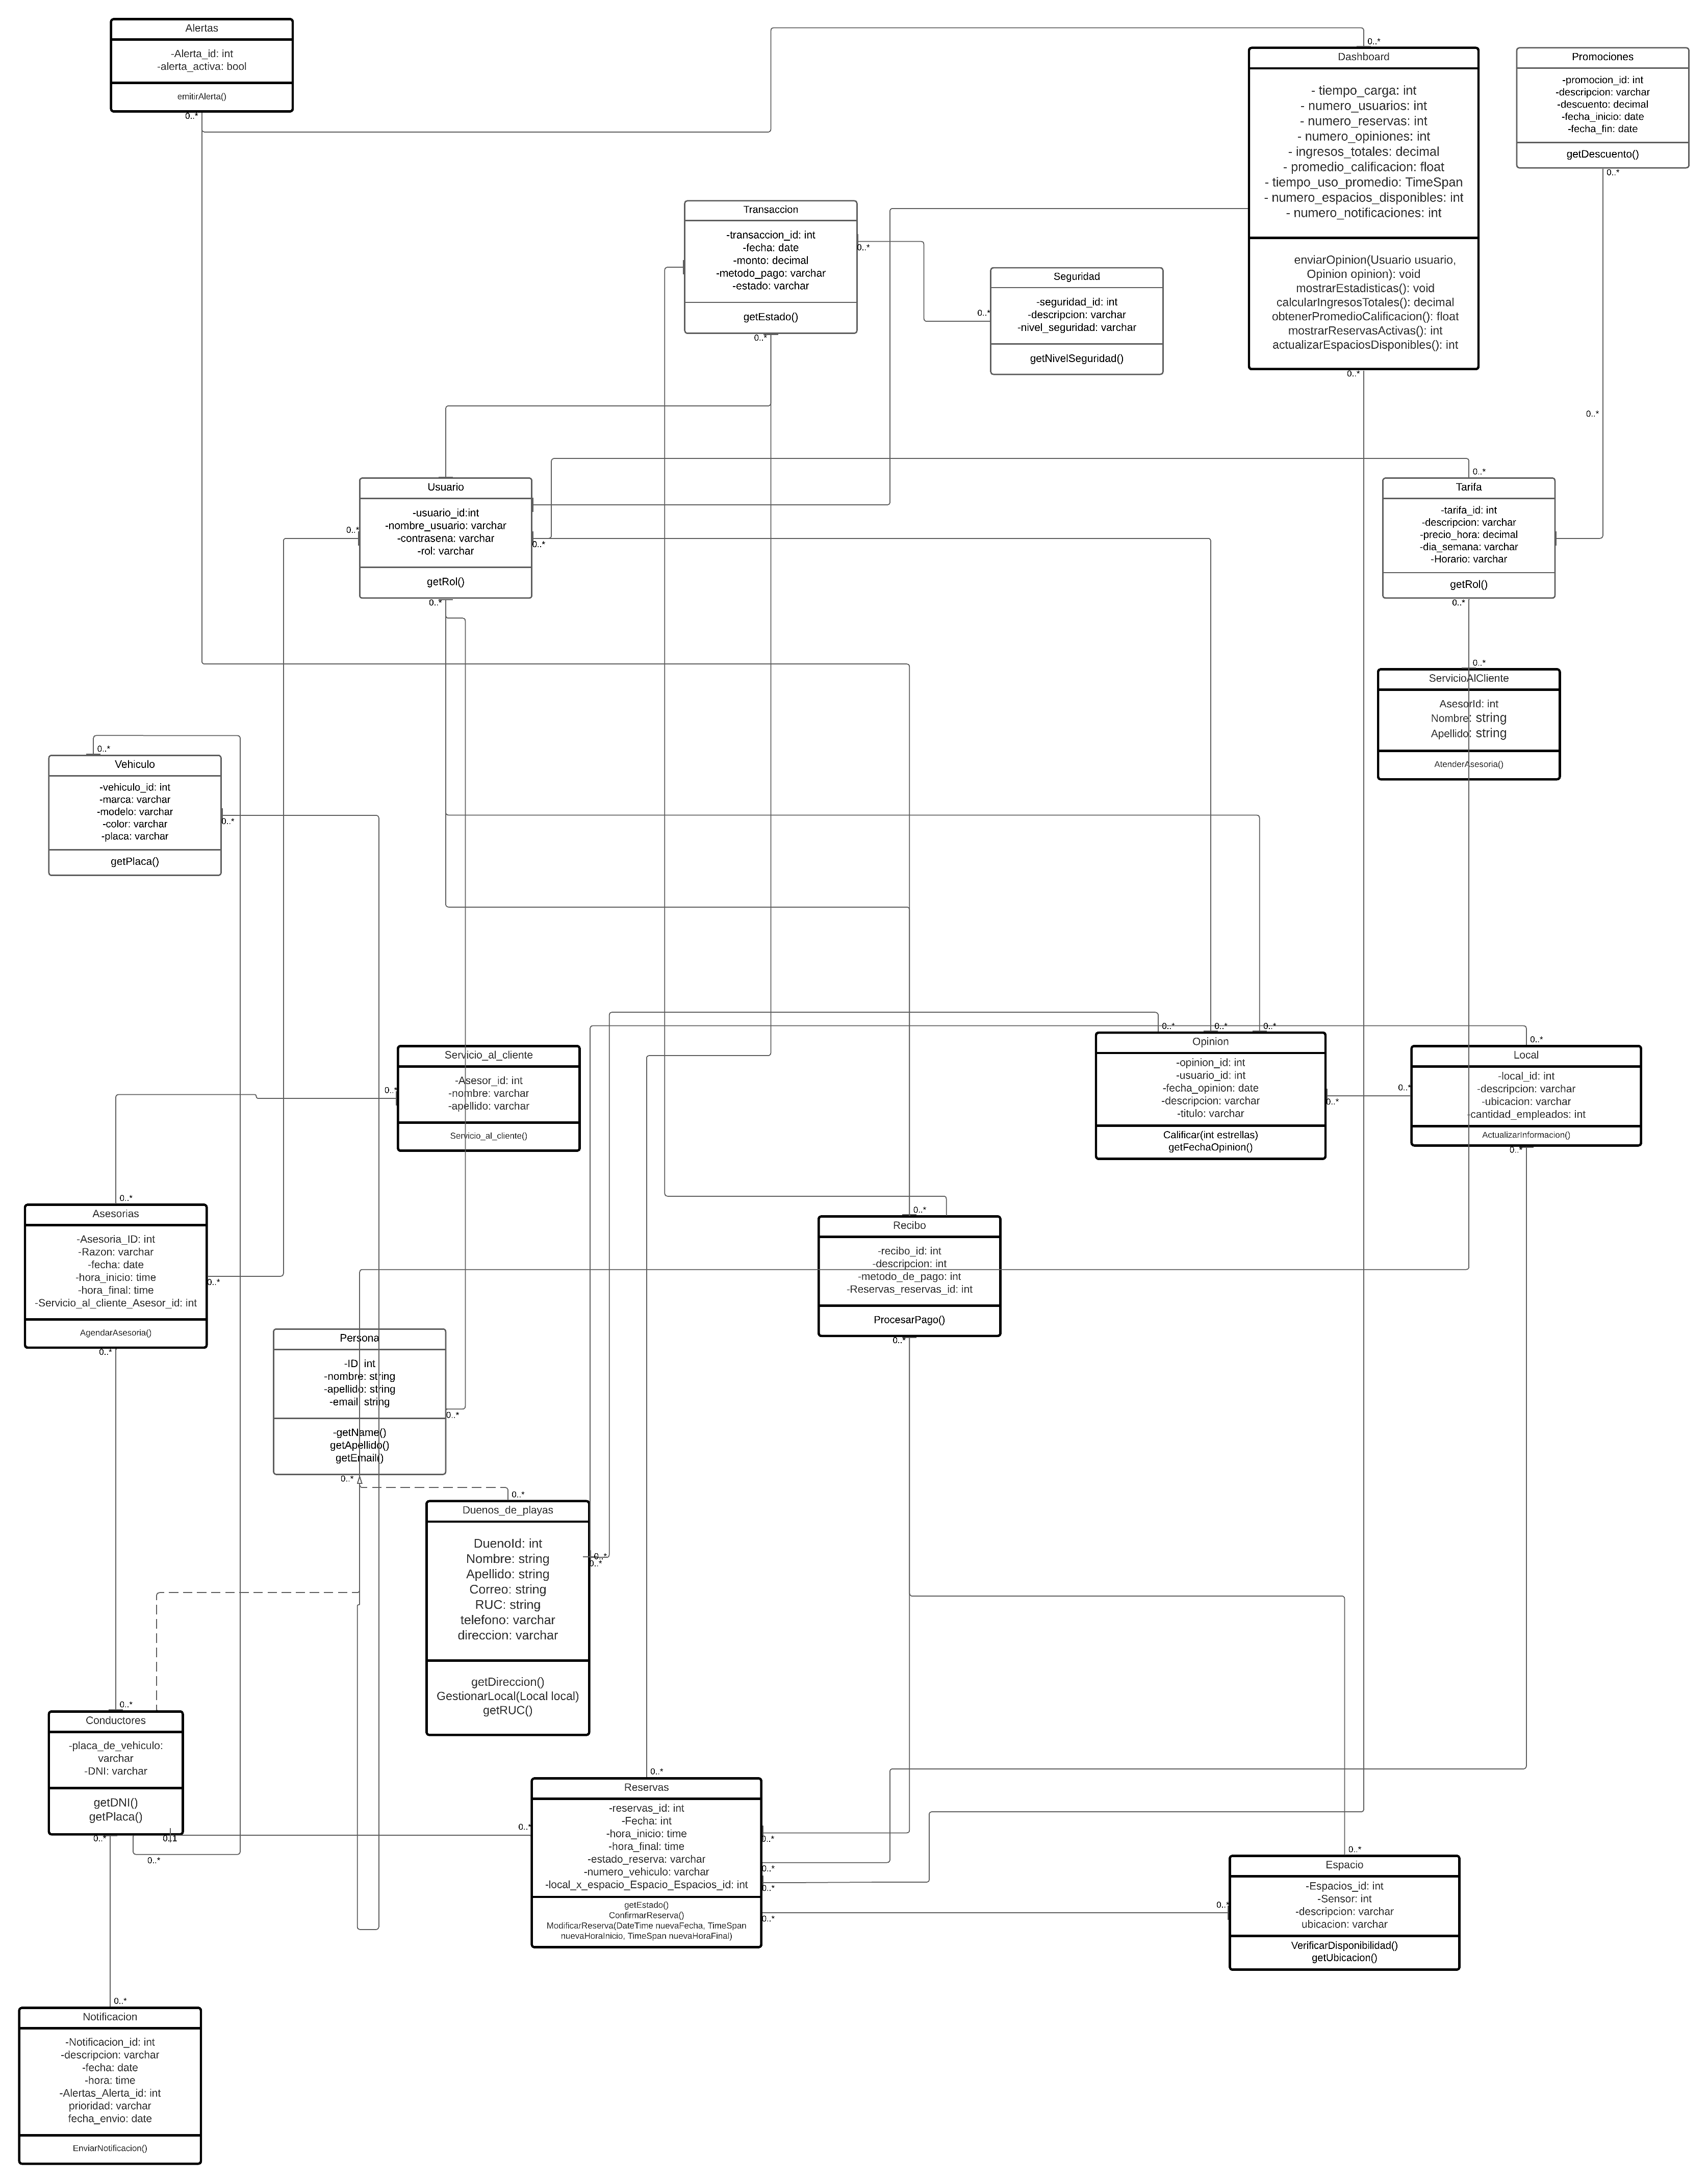 Alertas
-Alerta_id: int
-alerta_activa: bool
emitirAlerta()
0..*
0..*
Dashboard
- tiempo_carga: int
- numero_usuarios: int
- numero_reservas: int
- numero_opiniones: int
- ingresos_totales: decimal
- promedio_calificacion: float
- tiempo_uso_promedio: TimeSpan
- numero_espacios_disponibles: int
- numero_notificaciones: int
enviarOpinion(Usuario usuario,
Opinion opinion): void
mostrarEstadisticas(): void
calcularIngresosTotales(): decimal
obtenerPromedioCalificacion(): float
mostrarReservasActivas(): int
actualizarEspaciosDisponibles(): int
0..*
Promociones
-promocion_id: int
-descripcion: varchar
-descuento: decimal
-fecha_inicio: date
-fecha_fin: date
getDescuento()
0..*
0..*
Transaccion
-transaccion_id: int
-fecha: date
-monto: decimal
-metodo_pago: varchar
-estado: varchar
getEstado()
0..*
0..*
Seguridad
-seguridad_id: int
-descripcion: varchar
-nivel_seguridad: varchar
getNivelSeguridad()
0..*
Usuario
-usuario_id:int
-nombre_usuario: varchar
-contrasena: varchar
-rol: varchar
getRol()
0..*
0..*
0..*
0..*
Tarifa
-tarifa_id: int
-descripcion: varchar
-precio_hora: decimal
-dia_semana: varchar
-Horario: varchar
getRol()
0..*
0..*
ServicioAlCliente
AsesorId: int
Nombre: string
Apellido: string
AtenderAsesoria()
0..*
Vehiculo
-vehiculo_id: int
-marca: varchar
-modelo: varchar
-color: varchar
-placa: varchar
getPlaca()
0..*
Servicio_al_cliente
-Asesor_id: int
-nombre: varchar
-apellido: varchar
Servicio_al_cliente()
0..*
0..*
0..*
0..*
Opinion
-opinion_id: int
-usuario_id: int
-fecha_opinion: date
-descripcion: varchar
-titulo: varchar
Calificar(int estrellas)
getFechaOpinion()
0..*
0..*
0..*
Local
-local_id: int
-descripcion: varchar
-ubicacion: varchar
-cantidad_empleados: int
ActualizarInformacion()
0..*
0..*
Asesorias
-Asesoria_ID: int
-Razon: varchar
-fecha: date
-hora_inicio: time
-hora_final: time
-Servicio_al_cliente_Asesor_id: int
AgendarAsesoria()
0..*
0..*
0..*
Recibo
-recibo_id: int
-descripcion: int
-metodo_de_pago: int
-Reservas_reservas_id: int
ProcesarPago()
0..*
Persona
-ID: int
-nombre: string
-apellido: string
-email: string
-getName()
getApellido()
getEmail()
0..*
0..*
0..*
Duenos_de_playas
DuenoId: int
Nombre: string
Apellido: string
Correo: string
RUC: string
telefono: varchar
direccion: varchar
getDireccion()
GestionarLocal(Local local)
getRUC()
0..*
0..*
0..*
Conductores
-placa_de_vehiculo:
varchar
-DNI: varchar
getDNI()
getPlaca()
0..*
0,1
0..*
0..*
Reservas
-reservas_id: int
-Fecha: int
-hora_inicio: time
-hora_final: time
-estado_reserva: varchar
-numero_vehiculo: varchar
-local_x_espacio_Espacio_Espacios_id: int
getEstado()
ConfirmarReserva()
ModificarReserva(DateTime nuevaFecha, TimeSpan
nuevaHoraInicio, TimeSpan nuevaHoraFinal)
0..*
0..*
0..*
0..*
0..*
0..*
0..*
Espacio
-Espacios_id: int
-Sensor: int
-descripcion: varchar
ubicacion: varchar
VerificarDisponibilidad()
getUbicacion()
0..*
Notificacion
-Notificacion_id: int
-descripcion: varchar
-fecha: date
-hora: time
-Alertas_Alerta_id: int
prioridad: varchar
fecha_envio: date
EnviarNotificacion()